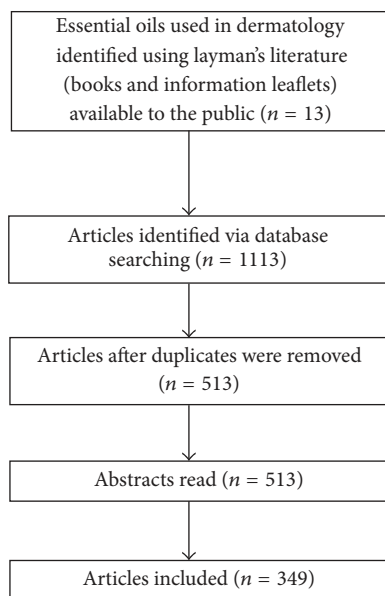 Essential oils used in dermatology
identified using layman's literature
(books and information leaflets)
available to the public (n = 13)
Articles identified via database
searching (n = 1113)
Articles after duplicates were removed
(n = 513)
Abstracts read (n = 513)
Articles included (n = 349)